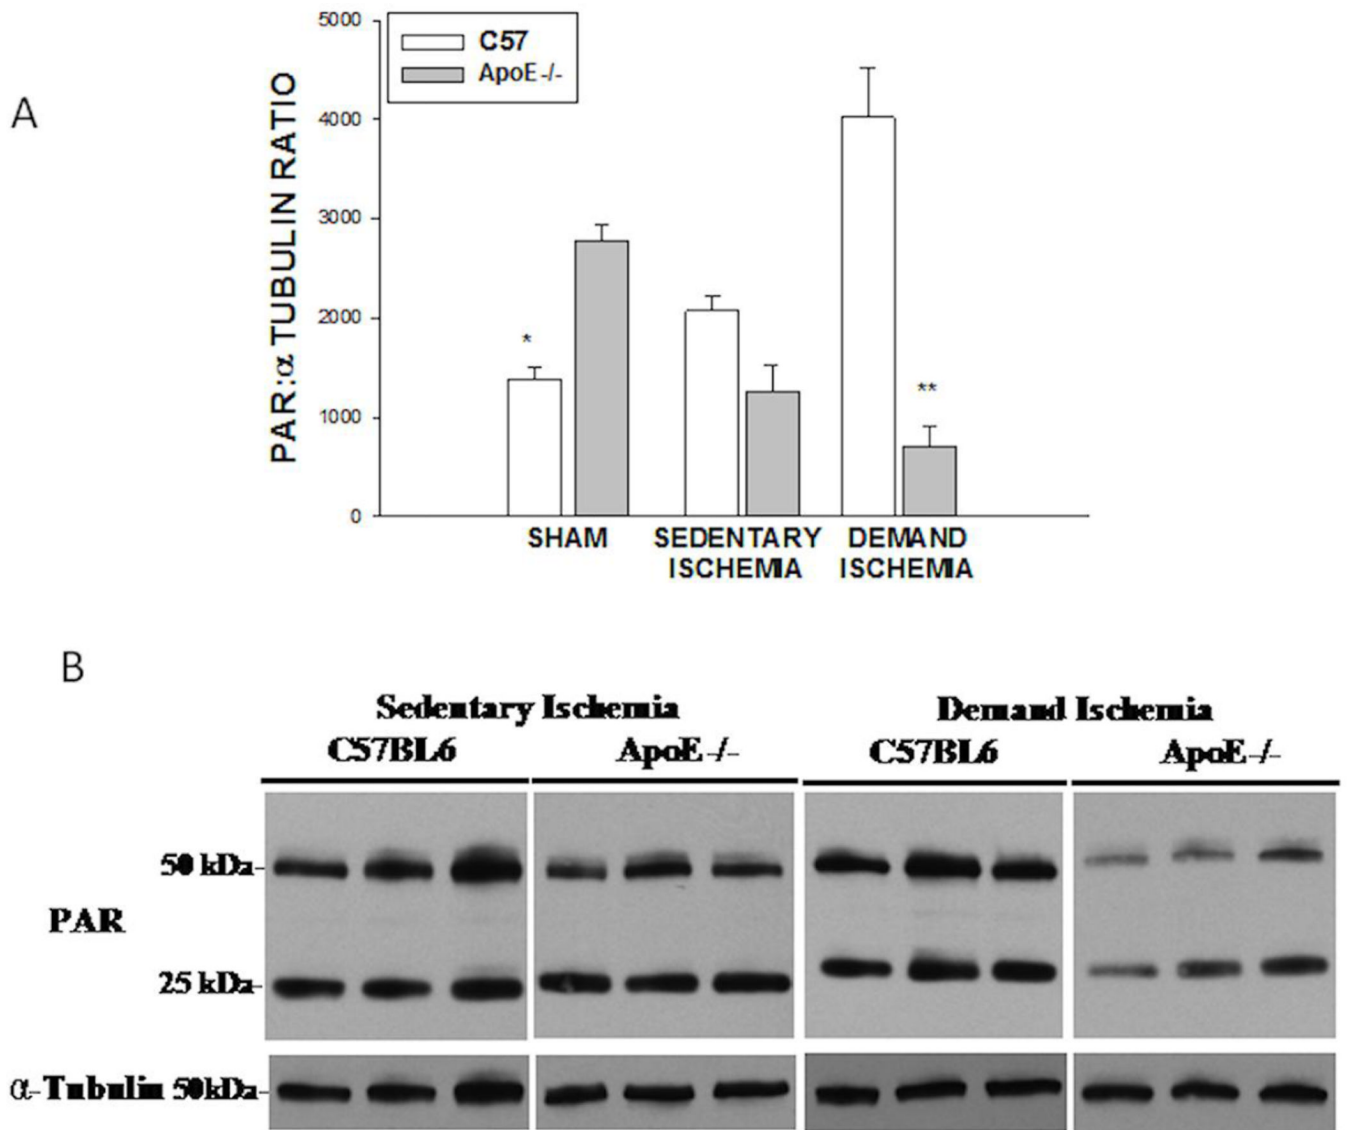 A
5000
4000
3000
2000
1000
0
PAR:α TUBULIN RATIO
C57
ApoE-/-
*
**
SHAM
SEDENTARY ISCHEMIA
DEMAND ISCHEMIA
B
Sedentary Ischemia
Demand Ischemia
C57BL6
ApoE-/-
C57BL6
ApoE-/-
50 kDa-
PAR
25 kDa-
α-Tubulin 50kDa-